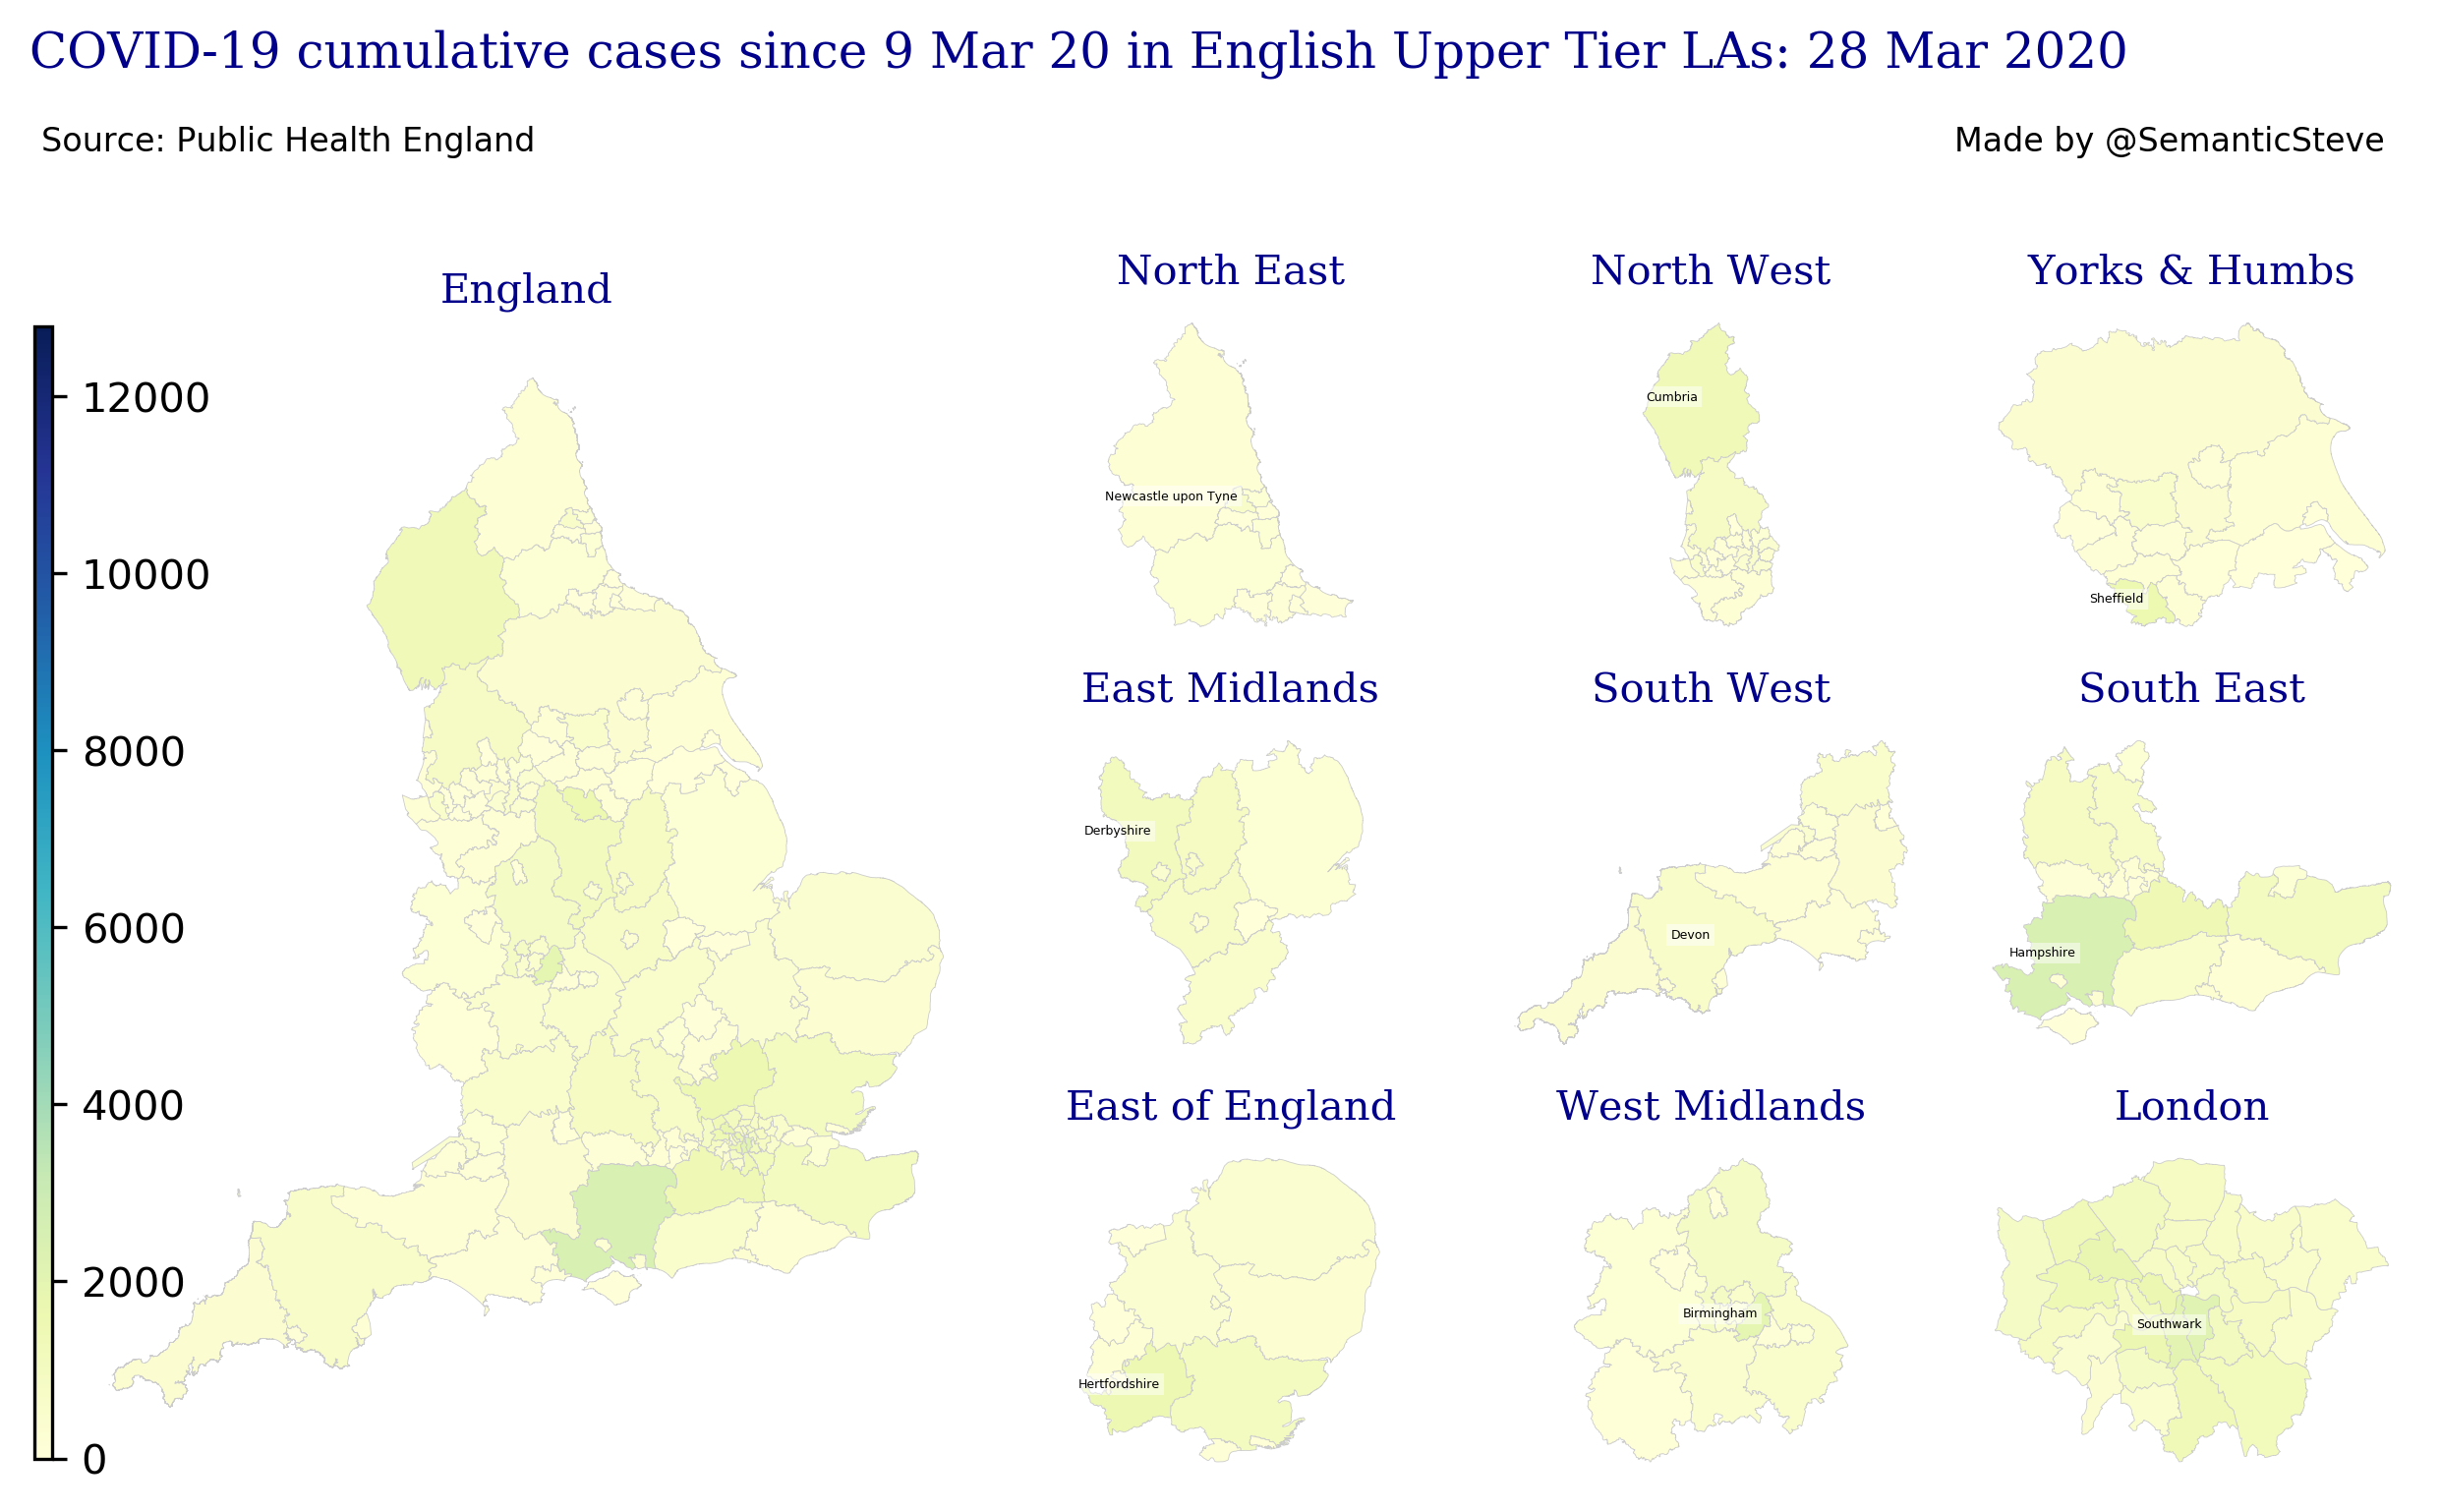 COVID-19 cumulative cases since 9 Mar 20 in English Upper Tier LAs: 28 Mar 2020
Source: Public Health England
Made by @SemanticSteve
England
12000
10000
8000
6000
4000
2000
0
North East
Newcastle upon Tyne
North West
Cumbria
Yorks & Humbs
Sheffield
East Midlands
Derbyshire
South West
Devon
South East
Hampshire
East of England
Hertfordshire
West Midlands
Birmingham
London
Southwark